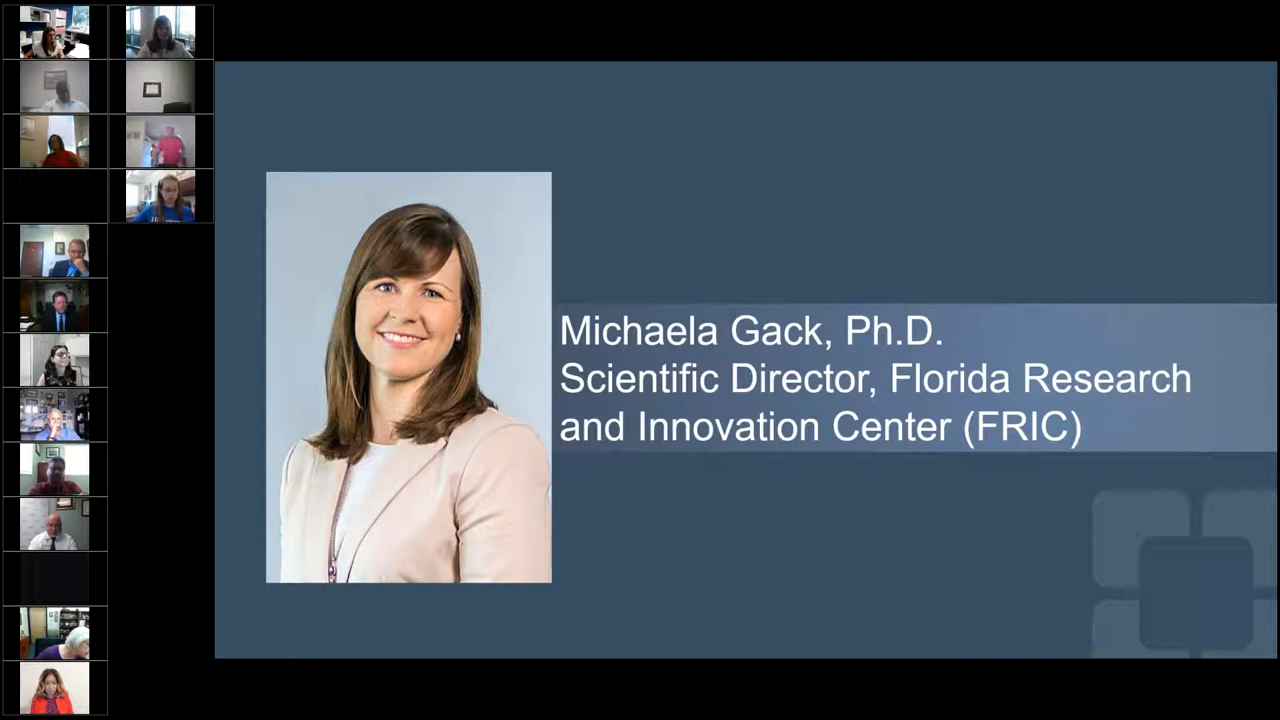 Michaela Gack, Ph.D.
Scientific Director, Florida Research
and Innovation Center (FRIC)